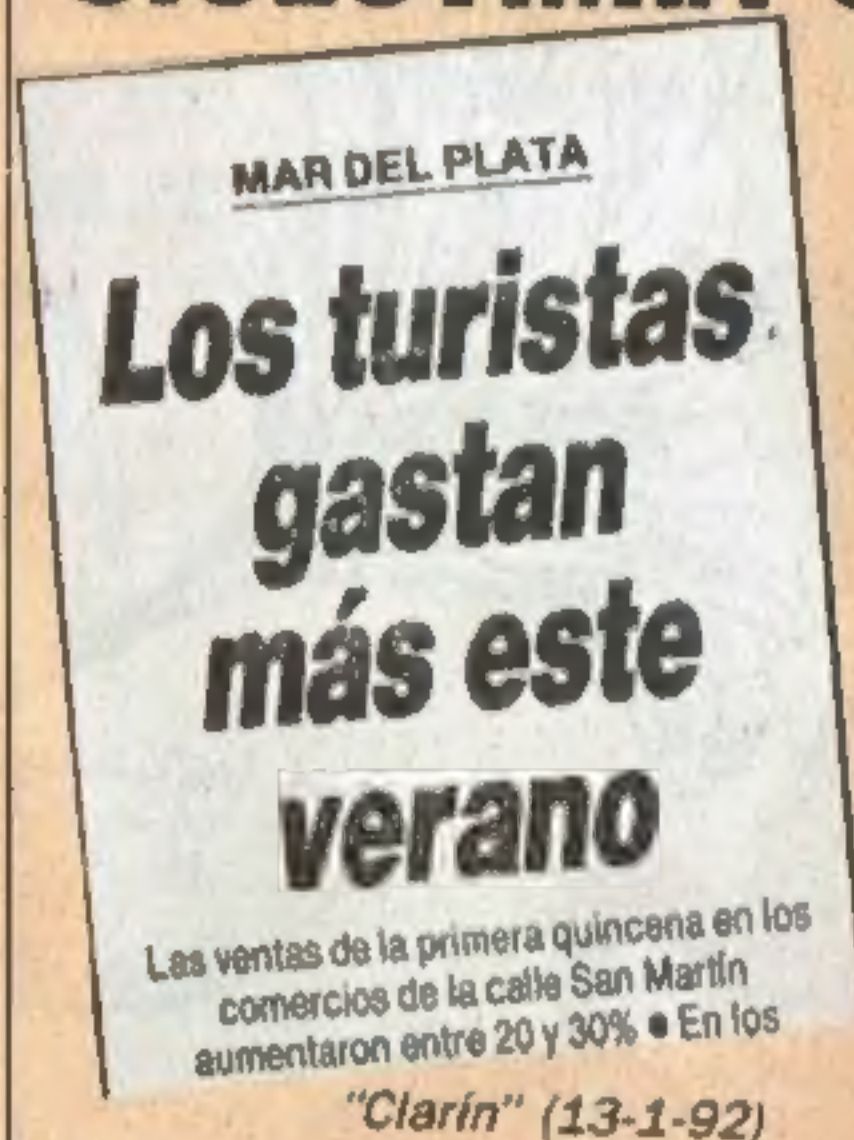 MAR DEL PLATA
Los turistas
gastan
más este
verano
Las ventas de la primera quincena en los
comercios de la calle San Martín
aumentaron entre 20 y 30% ● En los
"Clarín" (13-1-92)